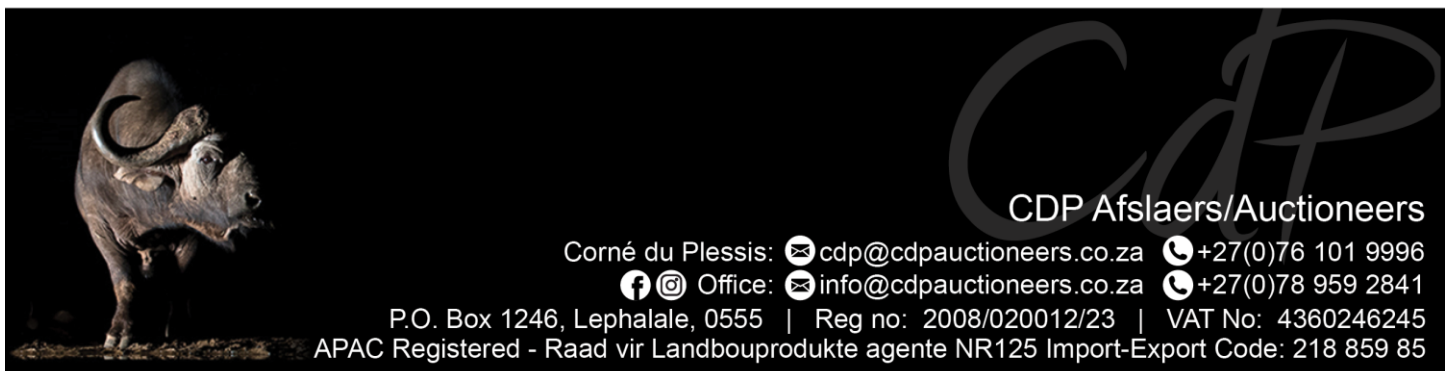 CdP
CDP Afslaers/Auctioneers
Corné du Plessis: cdp@cdpauctioneers.co.za +27(0)76 101 9996
Office: info@cdpauctioneers.co.za +27(0)78 959 2841
P.O. Box 1246, Lephalale, 0555 | Reg no: 2008/020012/23 | VAT No: 4360246245
APAC Registered - Raad vir Landbouprodukte agente NR125 Import-Export Code: 218 859 85